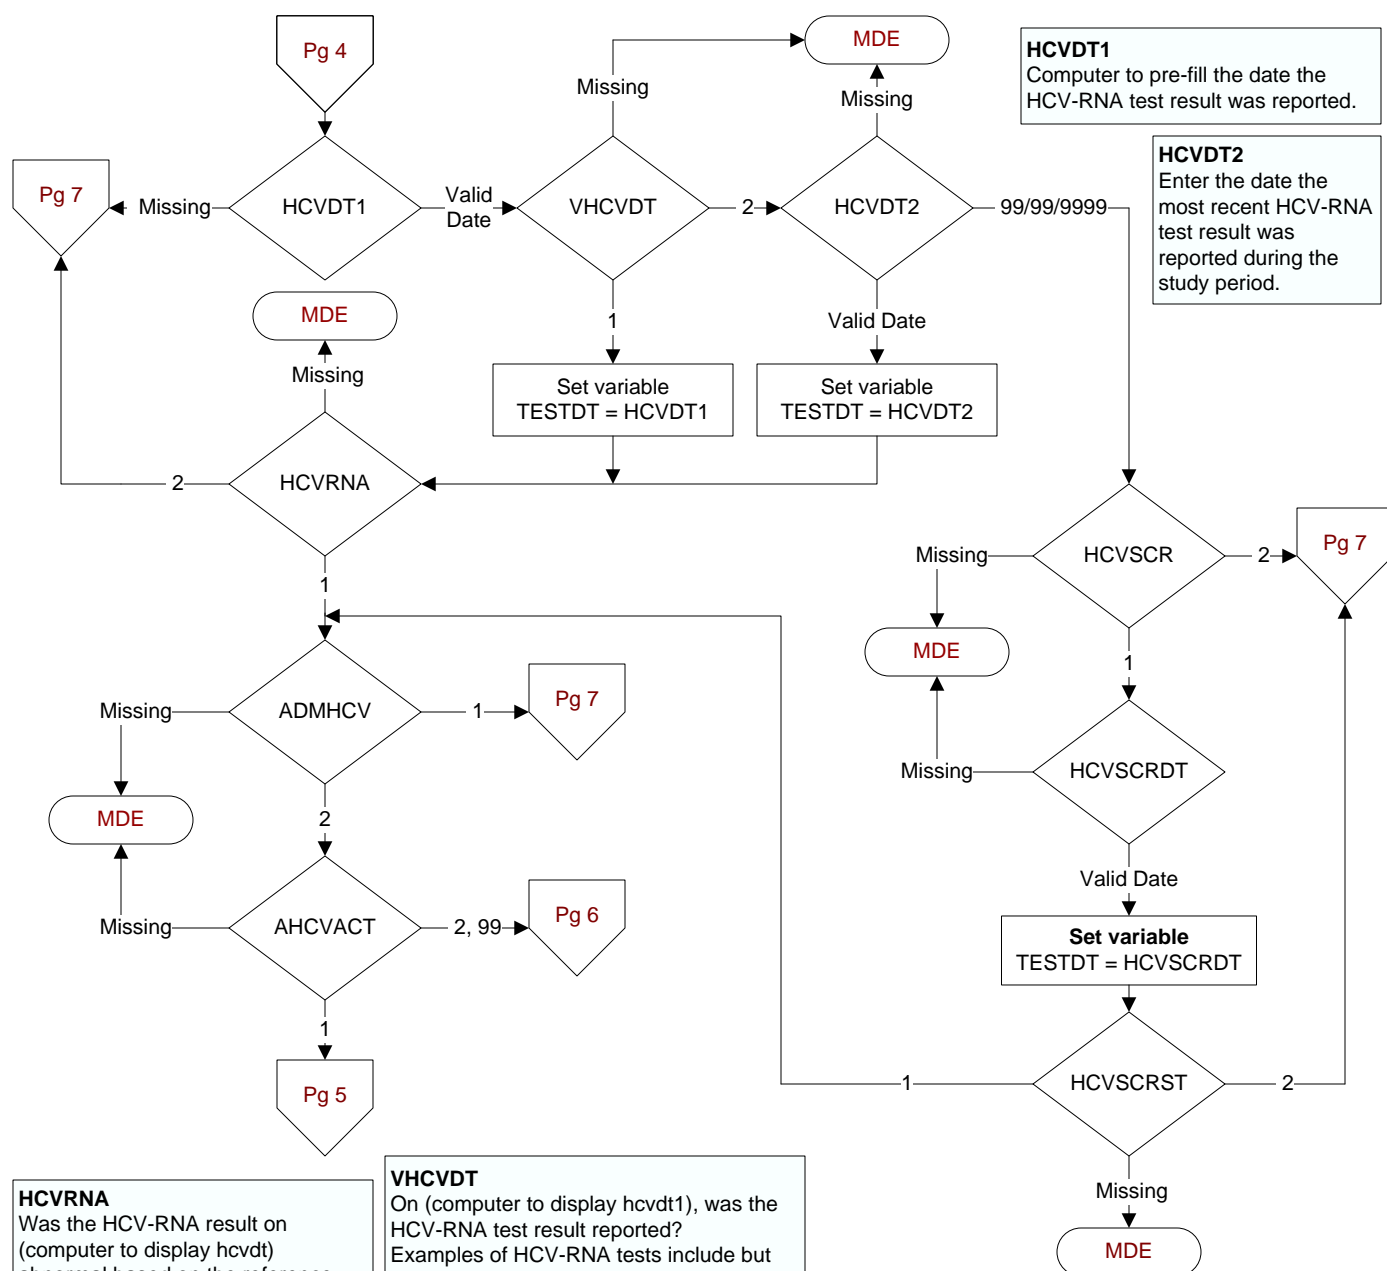 Pg 4
MDE
HCVDT1
Computer to pre-fill the date the
HCV-RNA test result was reported.
Missing
Missing
HCVDT2
Enter the date the
most recent HCV-RNA
test result was
reported during the
study period.
Pg 7
Missing
HCVDT1
Valid
Date
VHCVDT
2
HCVDT2
99/99/9999
MDE
1
Valid Date
Missing
Set variable
TESTDT = HCVDT1
Set variable
TESTDT = HCVDT2
2
HCVRNA
Missing
HCVSCR
2
Pg 7
1
MDE
1
Missing
ADMHCV
1
Pg 7
Missing
HCVSCRDT
MDE
2
Valid Date
Missing
AHCVACT
2, 99
Pg 6
Set variable
TESTDT = HCVSCRDT
1
1
HCVSCRST
2
Pg 5
Missing
MDE
HCVRNA
Was the HCV-RNA result on
(computer to display hcvdt)
VHCVDT
On (computer to display hcvdt1), was the
HCV-RNA test result reported?
Examples of HCV-RNA tests include but